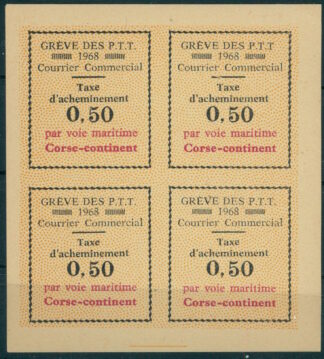 GRÈVE DES P.T.T.
1968
Courrier Commercial
Taxe
d'acheminement
0,50
par voie maritime
Corse-continent
GRÈVE DES P.T.T.
1968
Courrier Commercial
Taxe
d'acheminement
0,50
par voie maritime
Corse-continent
GRÈVE DES P.T.T.
1968
Courrier Commercial
Taxe
d'acheminement
0,50
par voie maritime
Corse-continent
GRÈVE DES P.T.T.
1968
Courrier Commercial
Taxe
d'acheminement
0,50
par voie maritime
Corse-continent